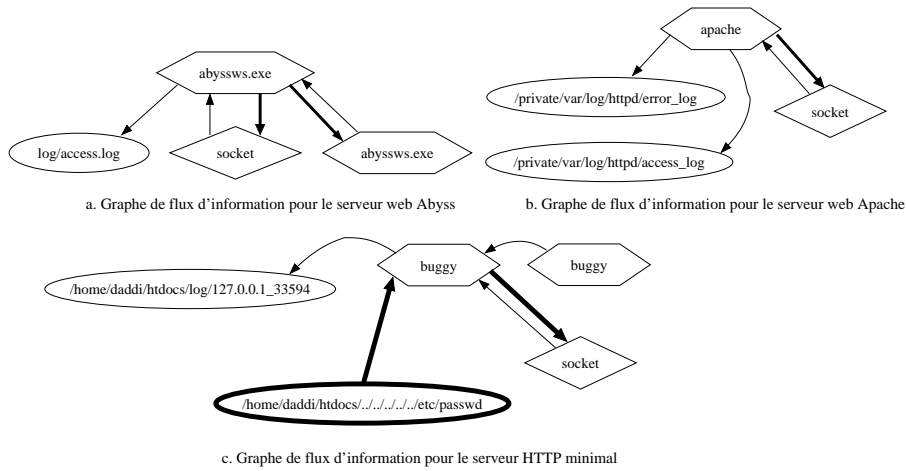 abyssws.exe
log/access.log
socket
abyssws.exe
a. Graphe de flux d'information pour le serveur web Abyss
apache
/private/var/log/httpd/error_log
socket
/private/var/log/httpd/access_log
b. Graphe de flux d'information pour le serveur web Apache
buggy
buggy
/home/daddi/htdocs/log/127.0.0.1_33594
socket
/home/daddi/htdocs/../../../../../etc/passwd
c. Graphe de flux d'information pour le serveur HTTP minimal